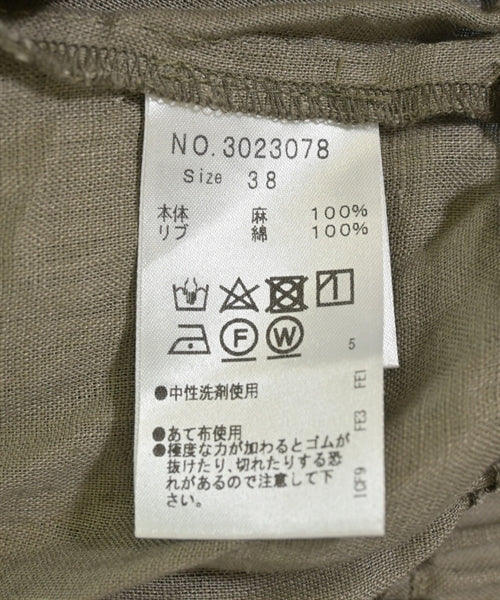 NO.3023078
Size 38
本体 麻 100%
リブ 綿 100%
F W
5
●中性洗剤使用
●あて布使用
●極度な力が加わるとゴムが
抜けたり、切れたりする恐
れがあるので注意して下
さい。
FE3 FE1